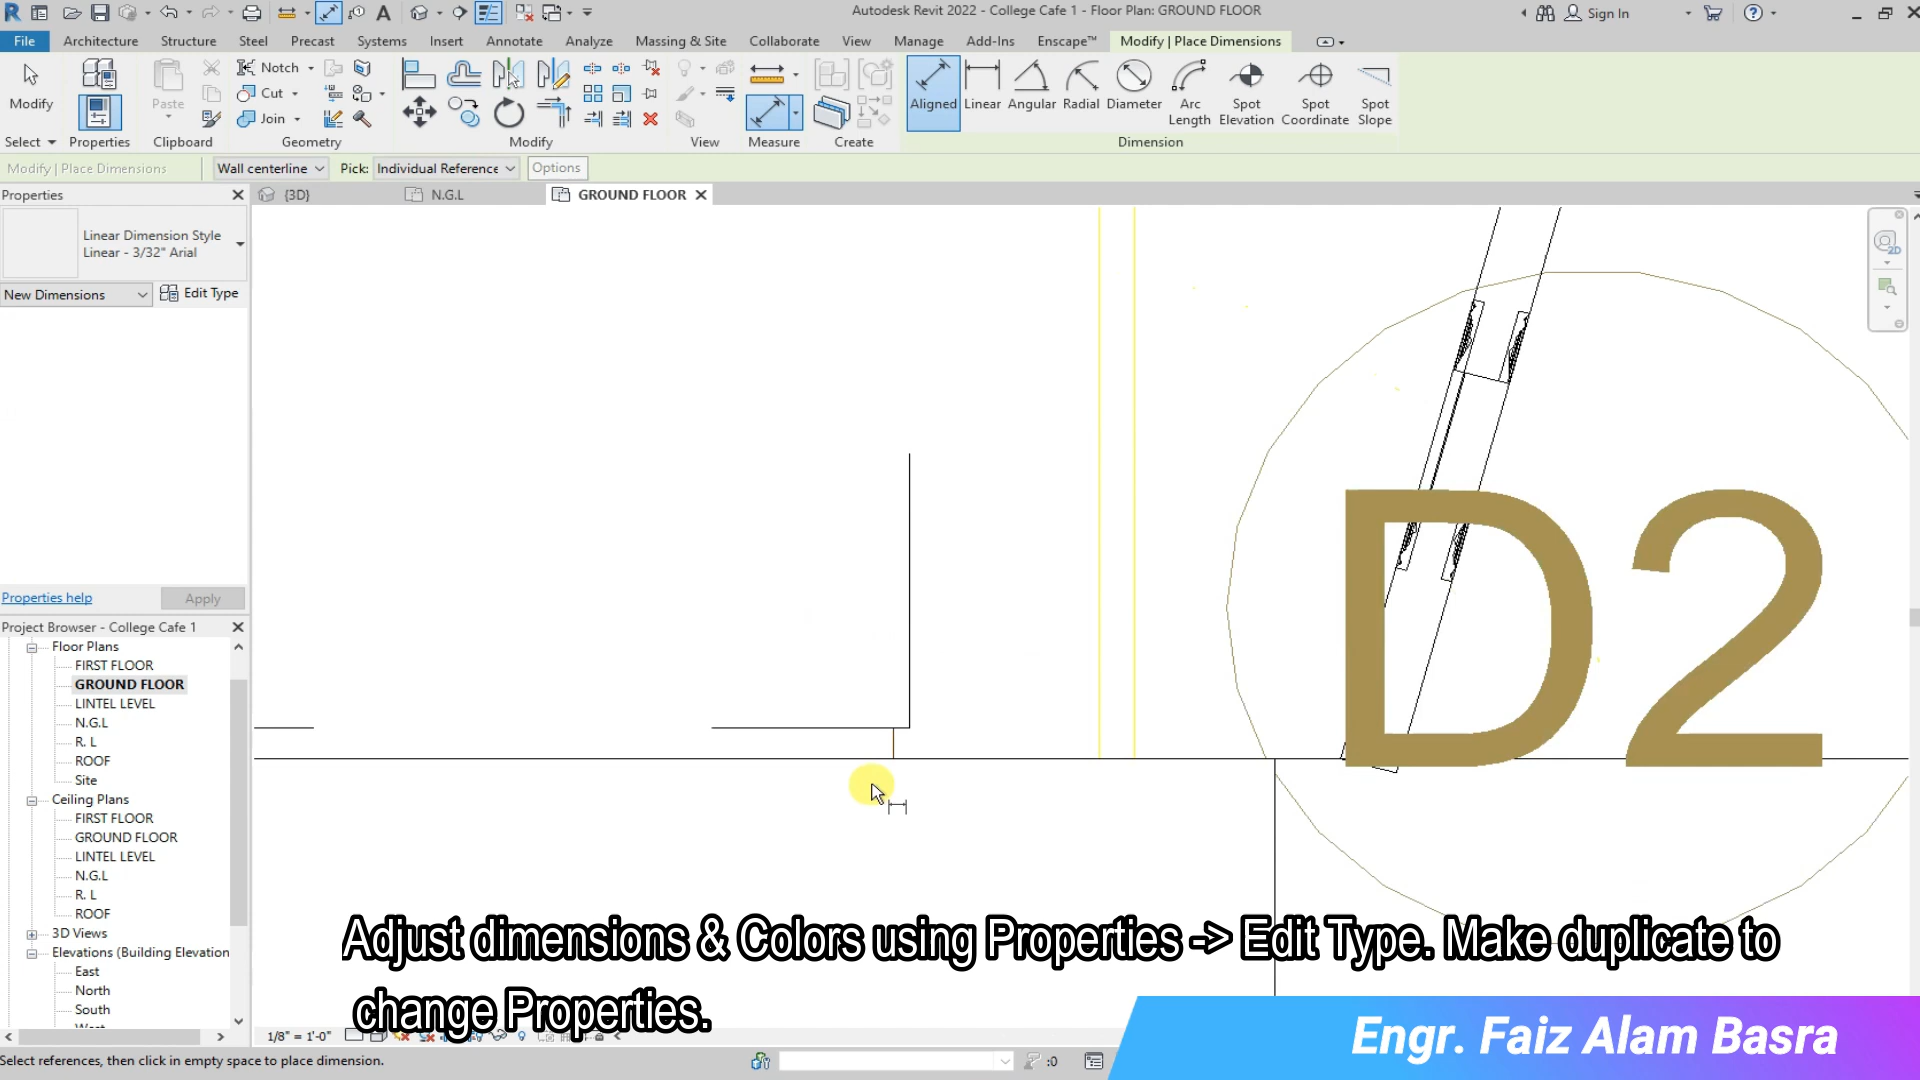 Autodesk Revit 2022 - College Cafe 1 - Floor Plan: GROUND FLOOR
Sign In
File Architecture Structure Steel Precast Systems Insert Annotate Analyze Massing & Site Collaborate View Manage Add-Ins Enscape™ Modify | Place Dimensions
Modify
Paste
Notch
Cut
Join
Aligned Linear Angular Radial Diameter Arc Length Spot Elevation Spot Coordinate Spot Slope
Select Properties Clipboard Geometry Modify View Measure Create Dimension
Modify | Place Dimensions Wall centerline Pick: Individual Reference Options
Properties
{3D} N.G.L GROUND FLOOR
Linear Dimension Style
Linear - 3/32" Arial
New Dimensions Edit Type
D2
Properties help Apply
Project Browser - College Cafe 1
Floor Plans
FIRST FLOOR
GROUND FLOOR
LINTEL LEVEL
N.G.L
R. L
ROOF
Site
Ceiling Plans
FIRST FLOOR
GROUND FLOOR
LINTEL LEVEL
N.G.L
R. L
ROOF
3D Views
Elevations (Building Elevation
East
North
South
West
Adjust dimensions & Colors using Properties -> Edit Type. Make duplicate to
change Properties.
1/8" = 1'-0"
Engr. Faiz Alam Basra
Select references, then click in empty space to place dimension.
:0